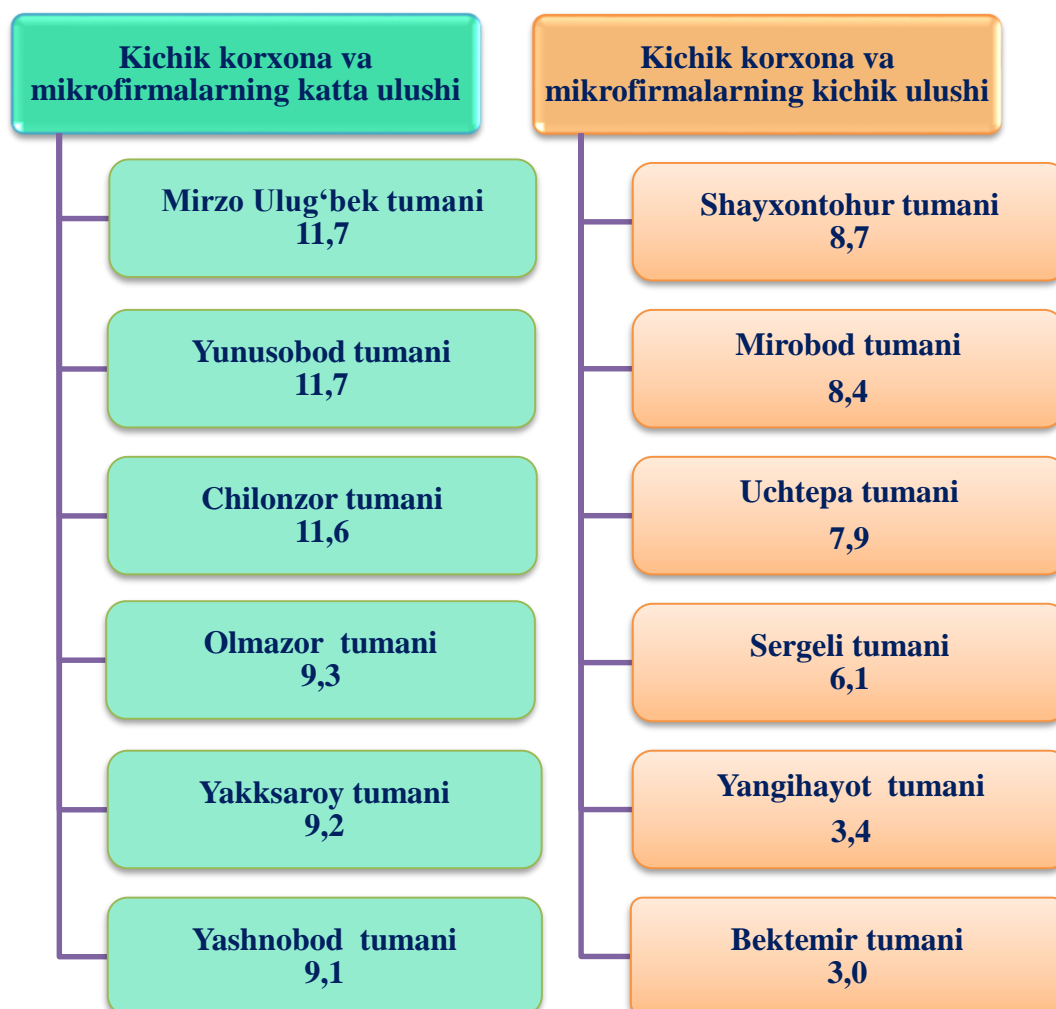 Kichik korxona va
mikrofirmalarning katta ulushi
Mirzo Ulug‘bek tumani
11,7
Yunusobod tumani
11,7
Chilonzor tumani
11,6
Olmazor tumani
9,3
Yakksaroy tumani
9,2
Yashnobod tumani
9,1
Kichik korxona va
mikrofirmalarning kichik ulushi
Shayxontohur tumani
8,7
Mirobod tumani
8,4
Uchtepa tumani
7,9
Sergeli tumani
6,1
Yangihayot tumani
3,4
Bektemir tumani
3,0